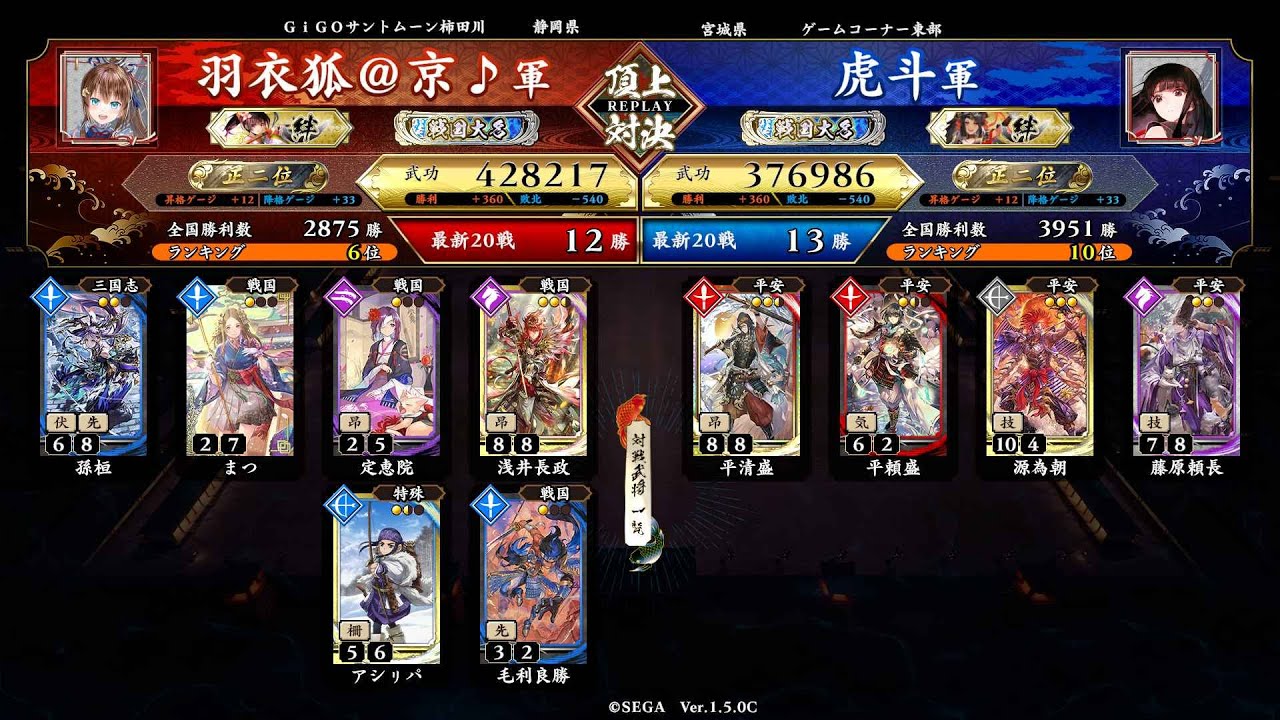 GiGOサントムーン柿田川 静岡県
宮城県 ゲームコーナー東部
羽衣狐@京♪軍
頂上
REPLAY
対決
虎斗軍
絆 戦国大名
戦国大名 絆
正二位
昇格ゲージ +12 降格ゲージ +33
武功 428217
勝利 +360 敗北 -540
武功 376986
勝利 +360 敗北 -540
正二位
昇格ゲージ +12 降格ゲージ +33
全国勝利数 2875勝
ランキング 6位
最新20戦 12勝
最新20戦 13勝
全国勝利数 3951勝
ランキング 10位
三国志
伏 先
6 8
孫桓
戦国
2 7
まつ
戦国
昂
2 5
定恵院
戦国
昂
8 8
浅井長政
対戦武将一覧
平安
昂
8 8
平清盛
平安
気
6 2
平頼盛
平安
技
10 4
源為朝
平安
技
7 8
藤原頼長
特殊
柵
5 6
アシリパ
戦国
先
3 2
毛利良勝
©SEGA Ver.1.5.0C